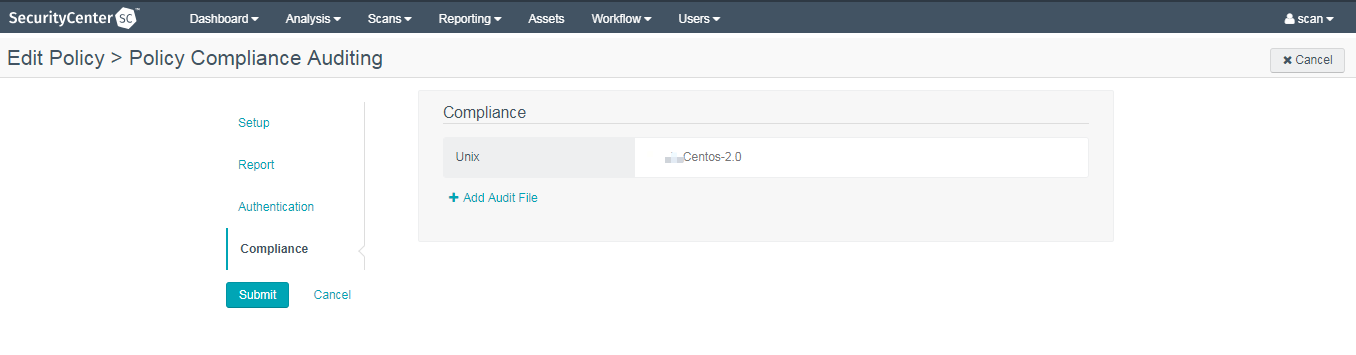 SecurityCenter SC™ Dashboard Analysis Scans Reporting Assets Workflow Users scan
Edit Policy > Policy Compliance Auditing
Cancel
Compliance
Setup
Unix Centos-2.0
Report
Add Audit File
Authentication
Compliance
Submit Cancel